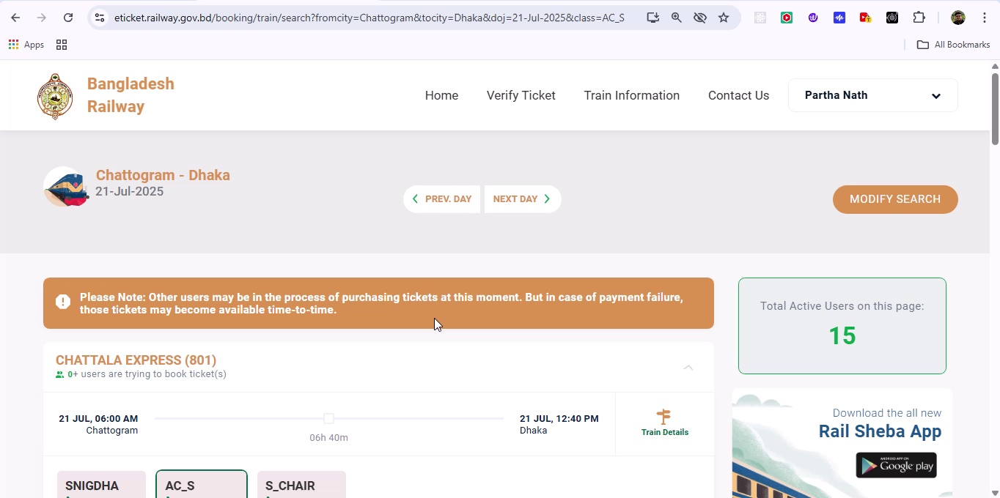 eticket.railway.gov.bd/booking/train/search?fromcity=Chattogram&tocity=Dhaka&doj=21-Jul-2025&class=AC_S
Apps
All Bookmarks
Bangladesh
Railway
Home
Verify Ticket
Train Information
Contact Us
Partha Nath
Chattogram - Dhaka
21-Jul-2025
PREV. DAY
NEXT DAY
MODIFY SEARCH
Please Note: Other users may be in the process of purchasing tickets at this moment. But in case of payment failure,
those tickets may become available time-to-time.
Total Active Users on this page:
15
CHATTALA EXPRESS (801)
0+ users are trying to book ticket(s)
21 JUL, 06:00 AM
Chattogram
06h 40m
21 JUL, 12:40 PM
Dhaka
Train Details
Download the all new
Rail Sheba App
ANDROID APP ON
Google play
SNIGDHA
AC_S
S_CHAIR